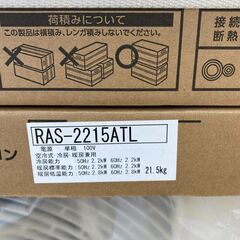 荷積みについて
この製品は横積み、レンガ積みしないでください。
接続
断熱
RAS-2215ATL
電源 単相 100V
空冷式 冷房・暖房兼用
冷房能力 :50Hz 2.2kW 60Hz 2.2kW
暖房標準能力 :50Hz 2.2kW 60Hz 2.2kW
暖房低温能力 :50Hz 2.8kW 60Hz 2.8kW
21.5kg
ン